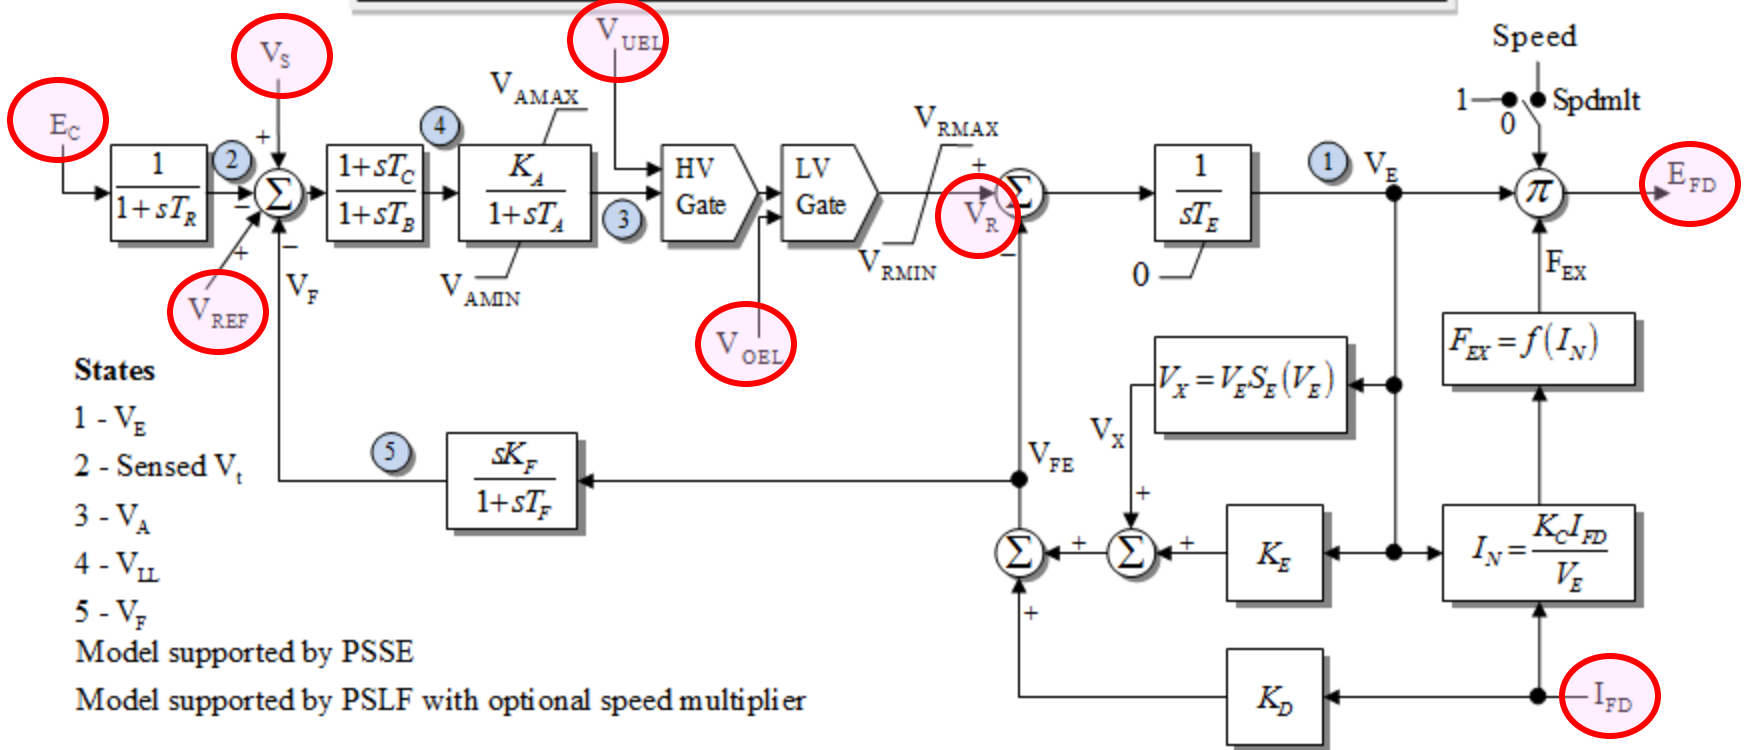 Speed
V_S
V_UEL
V_AMAX
E_C
1
Spdmlt
0
V_RMAX
4
2
+
1
1+sT_R
−
Σ
1+sT_C
1+sT_B
K_A
1+sT_A
3
HV
Gate
LV
Gate
+
V_R
Σ
−
1
sT_E
0
1
V_E
π
E_FD
+
V_REF
−
V_F
V_AMIN
V_RMIN
F_EX
V_OEL
V_X = V_E S_E(V_E)
F_EX = f(I_N)
States
1 - V_E
2 - Sensed V_t
3 - V_A
4 - V_LL
5 - V_F
5
sK_F
1+sT_F
V_FE
V_X
+
Σ
+
Σ
+
K_E
I_N = K_C I_FD / V_E
+
K_D
I_FD
Model supported by PSSE
Model supported by PSLF with optional speed multiplier